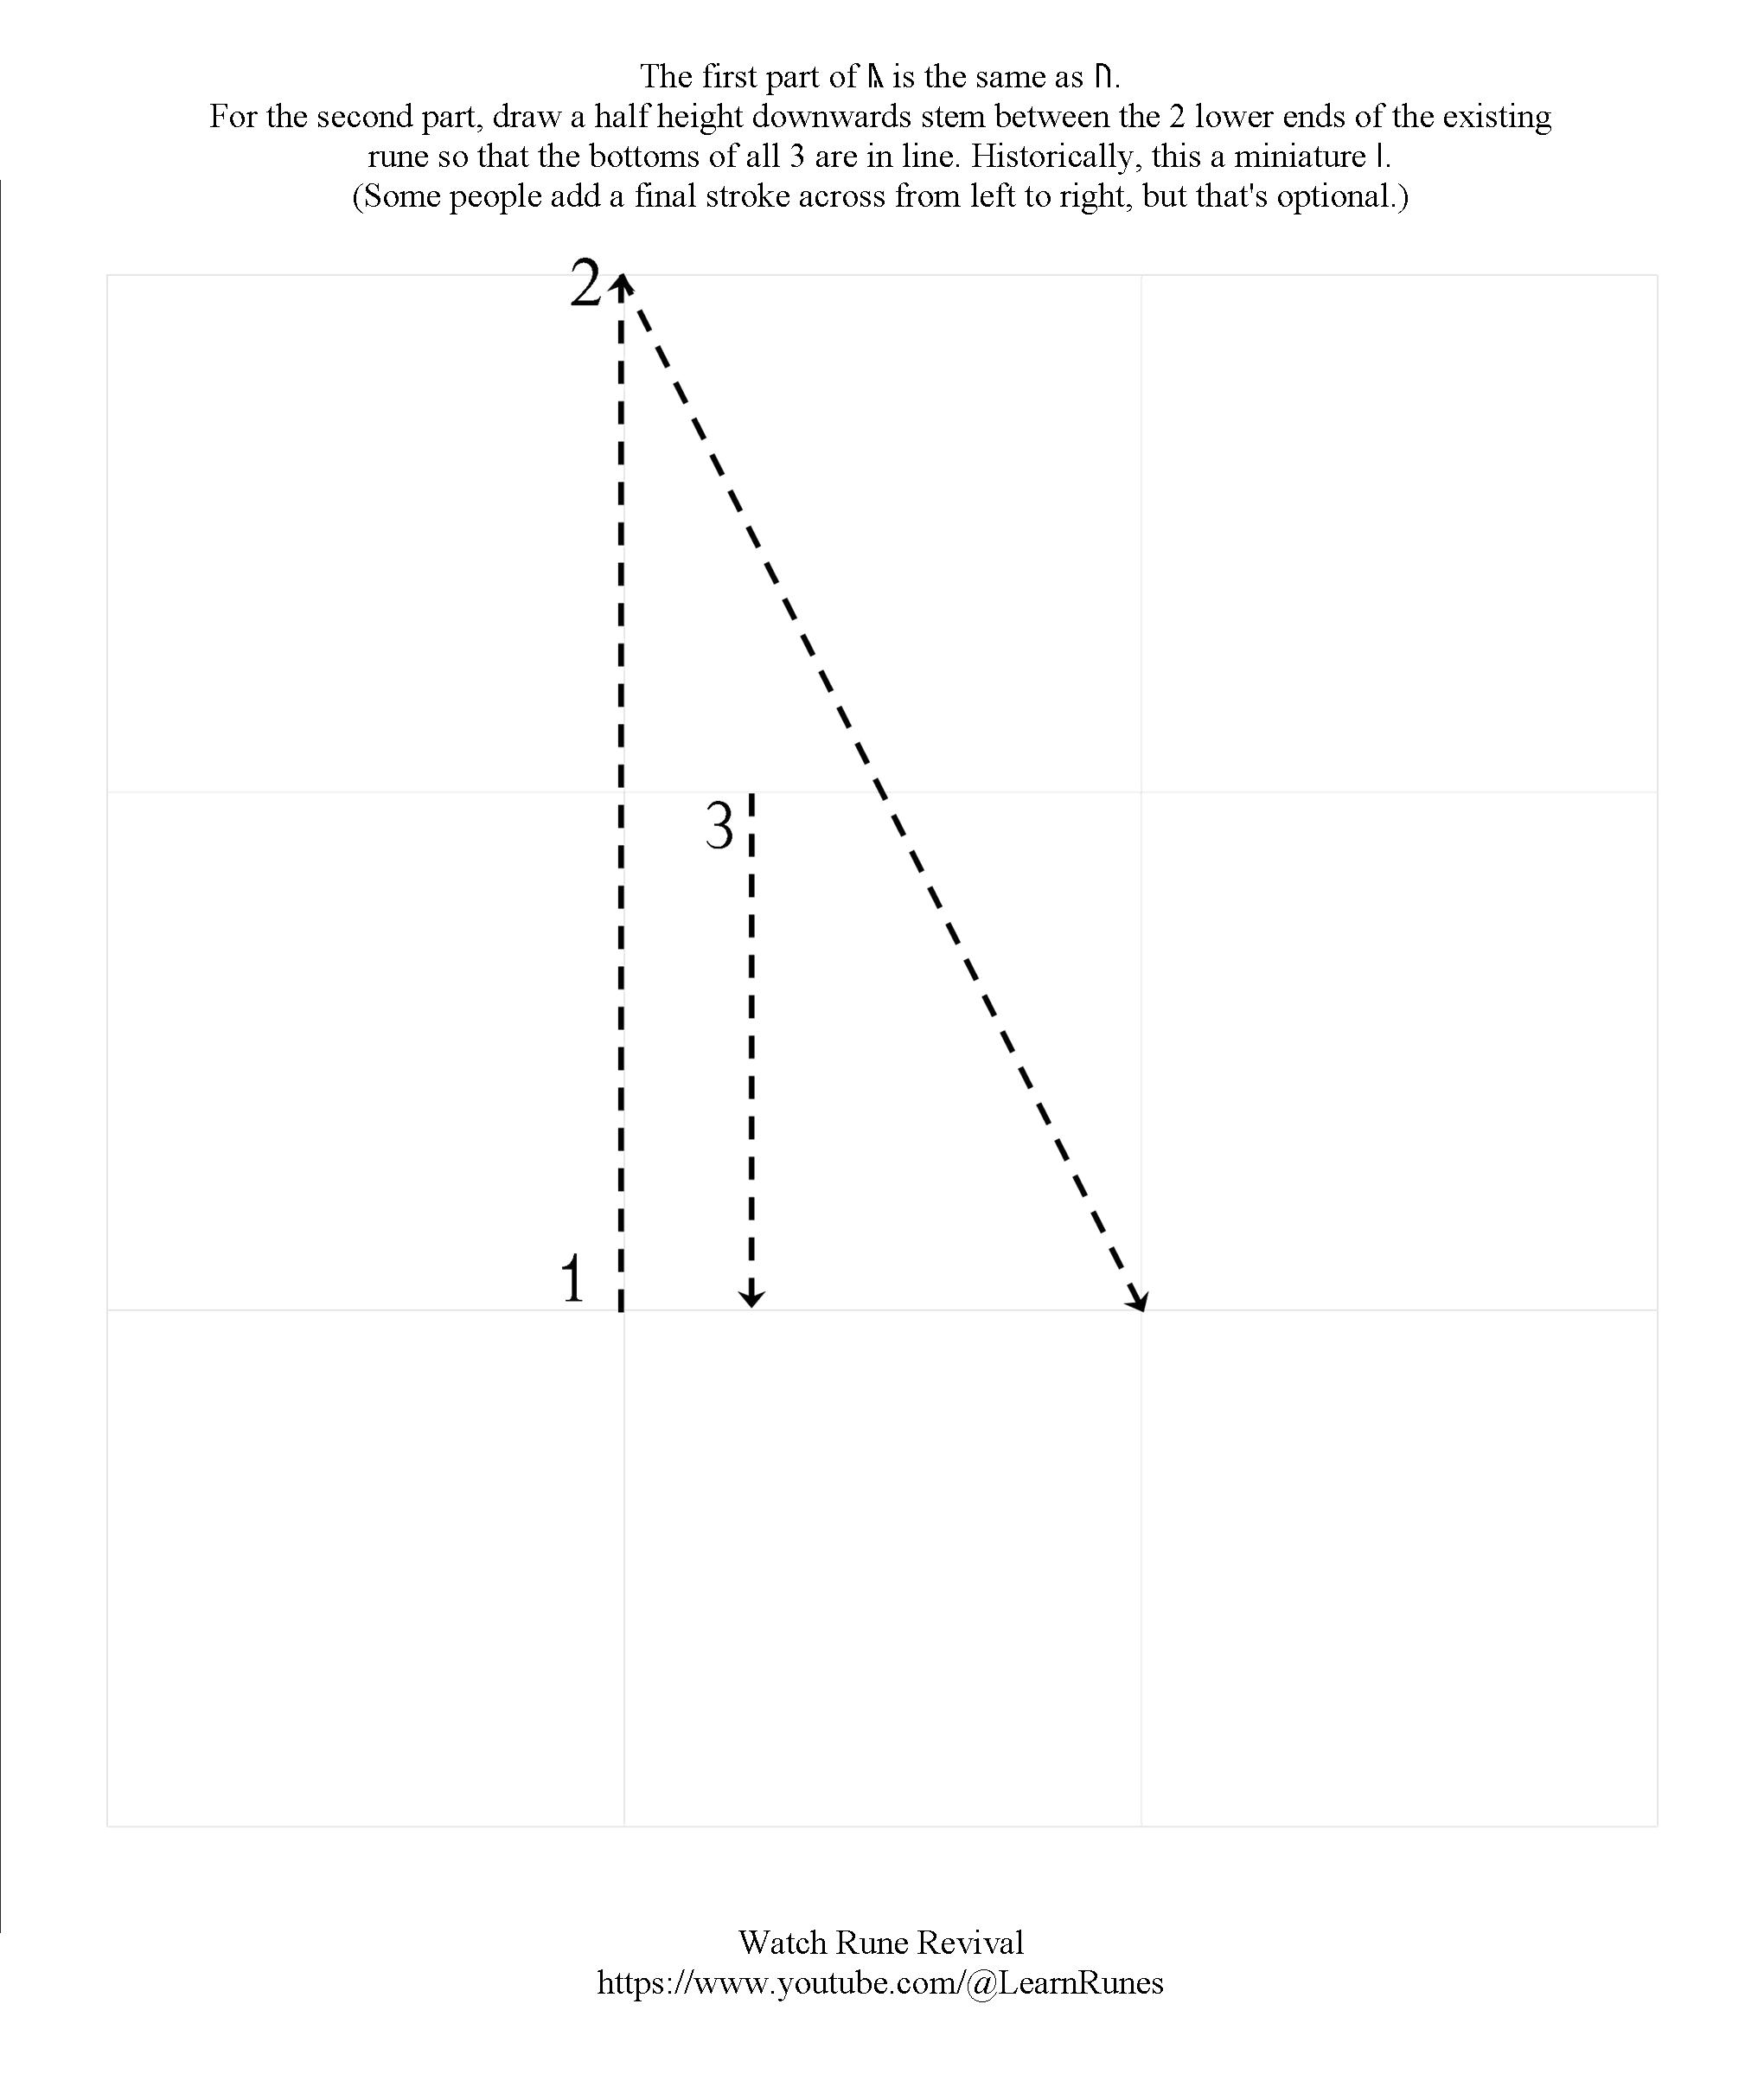 The first part of ᚣ is the same as ᚢ.
For the second part, draw a half height downwards stem between the 2 lower ends of the existing
rune so that the bottoms of all 3 are in line. Historically, this a miniature ᛁ.
(Some people add a final stroke across from left to right, but that's optional.)
2
3
1
Watch Rune Revival
https://www.youtube.com/@LearnRunes